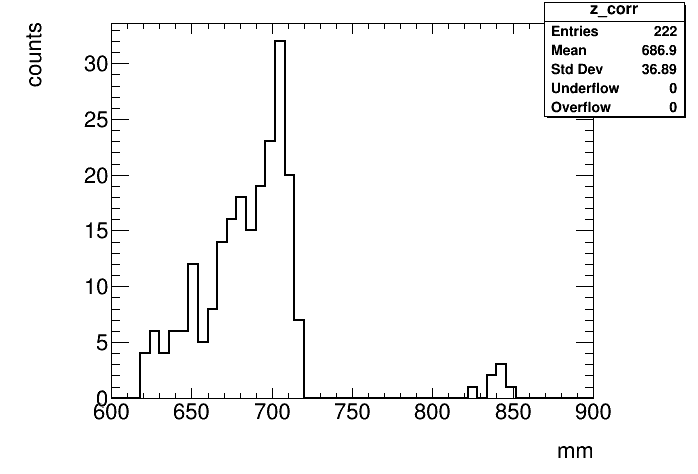 z_corr
Entries 222
Mean 686.9
Std Dev 36.89
Underflow 0
Overflow 0
counts
30
25
20
15
10
5
0
600 650 700 750 800 850 900
mm